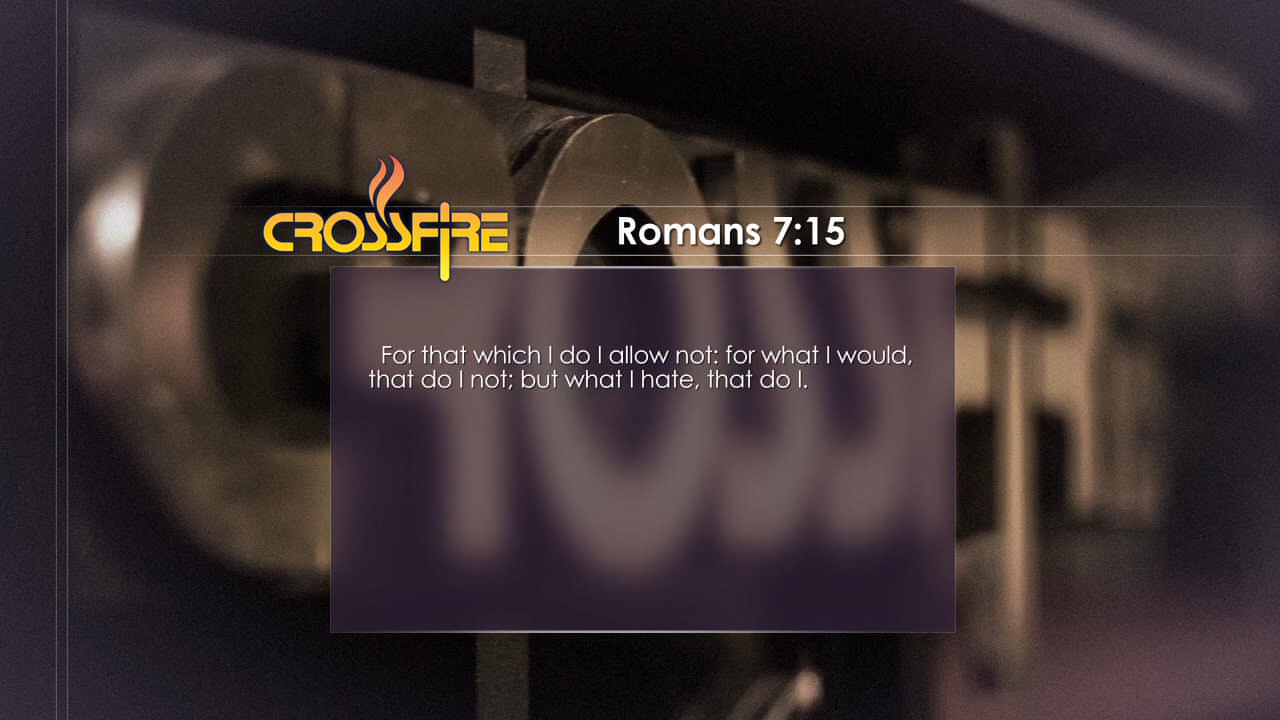 CROSSFIRE
Romans 7:15
For that which I do I allow not: for what I would,
that do I not; but what I hate, that do I.